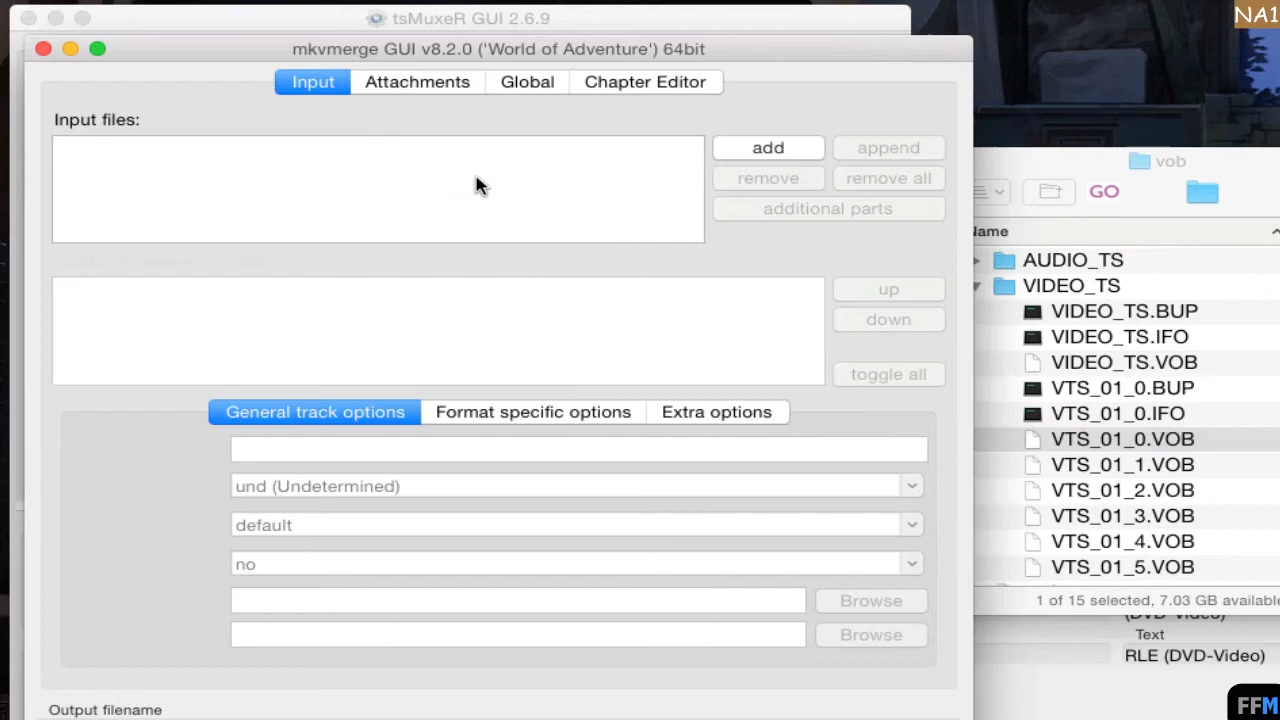 tsMuxeR GUI 2.6.9
NA1
mkvmerge GUI v8.2.0 ('World of Adventure') 64bit
Input
Attachments
Global
Chapter Editor
Input files:
add
append
remove
remove all
additional parts
up
down
toggle all
General track options
Format specific options
Extra options
und (Undetermined)
default
no
Browse
Browse
Output filename
vob
GO
Name
AUDIO_TS
VIDEO_TS
VIDEO_TS.BUP
VIDEO_TS.IFO
VIDEO_TS.VOB
VTS_01_0.BUP
VTS_01_0.IFO
VTS_01_0.VOB
VTS_01_1.VOB
VTS_01_2.VOB
VTS_01_3.VOB
VTS_01_4.VOB
VTS_01_5.VOB
1 of 15 selected, 7.03 GB available
(DVD-Video)
Text
RLE (DVD-Video)
FFM